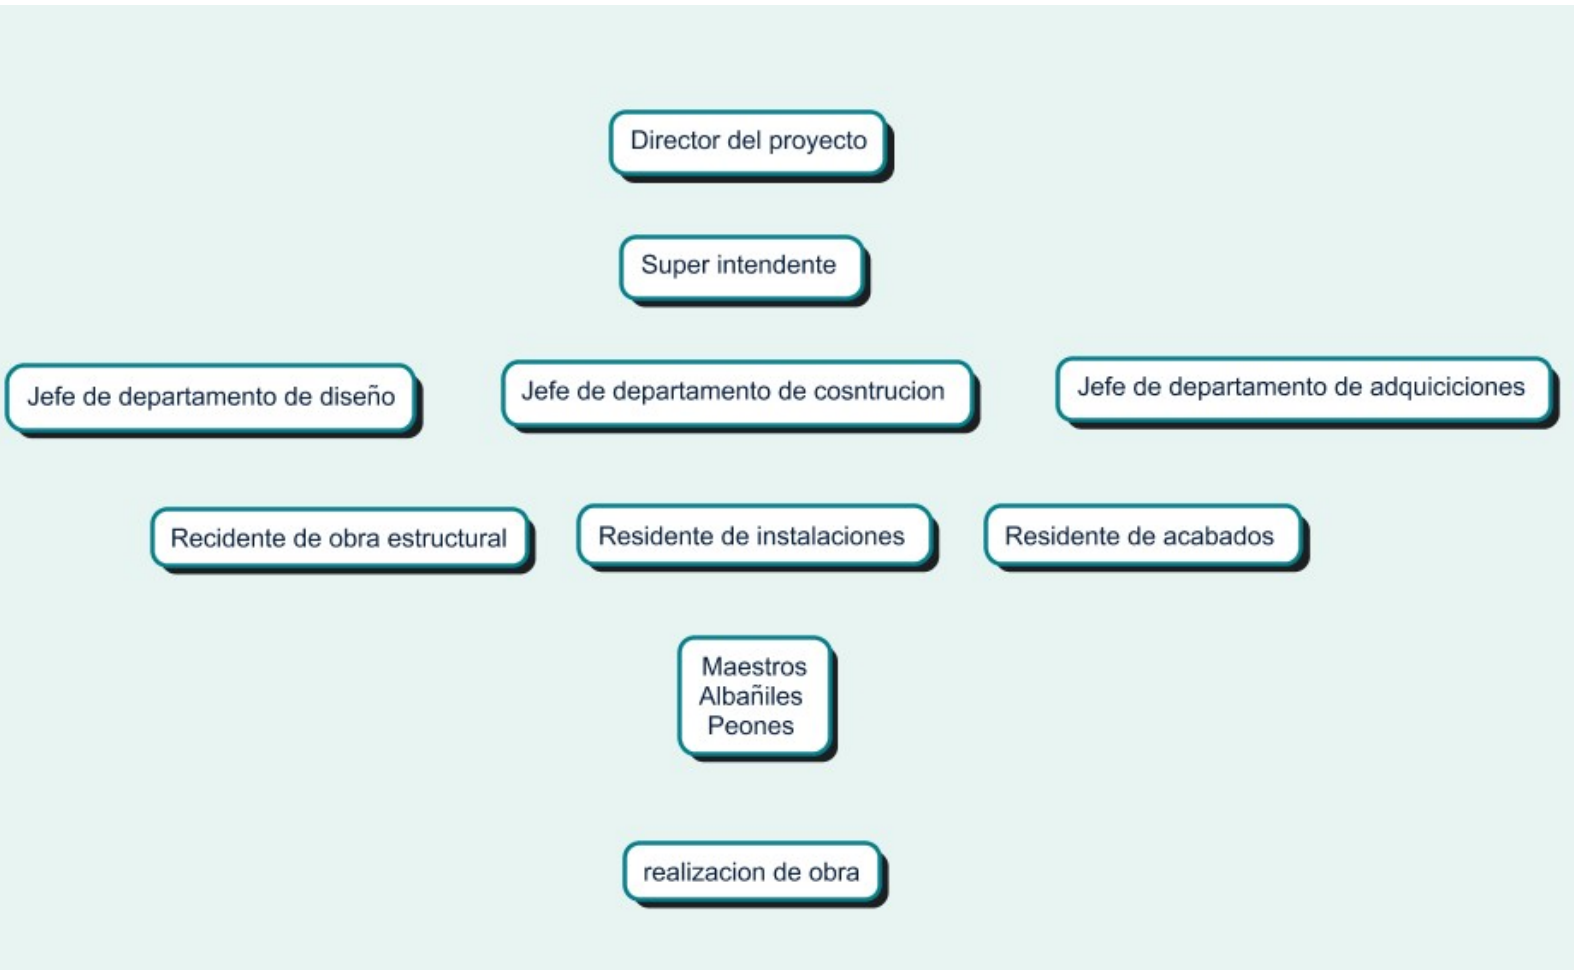 Director del proyecto
Super intendente
Jefe de departamento de diseño
Jefe de departamento de cosntrucion
Jefe de departamento de adquiciciones
Recidente de obra estructural
Residente de instalaciones
Residente de acabados
Maestros
Albañiles
Peones
realizacion de obra